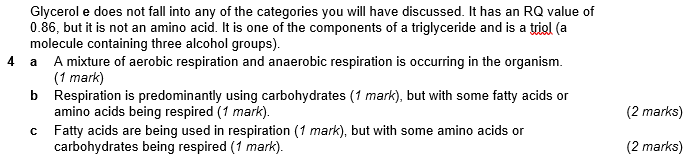 Glycerol e does not fall into any of the categories you will have discussed. It has an RQ value of
0.86, but it is not an amino acid. It is one of the components of a triglyceride and is a triol (a
molecule containing three alcohol groups).
4 a A mixture of aerobic respiration and anaerobic respiration is occurring in the organism.
(1 mark)
b Respiration is predominantly using carbohydrates (1 mark), but with some fatty acids or
amino acids being respired (1 mark). (2 marks)
c Fatty acids are being used in respiration (1 mark), but with some amino acids or
carbohydrates being respired (1 mark). (2 marks)